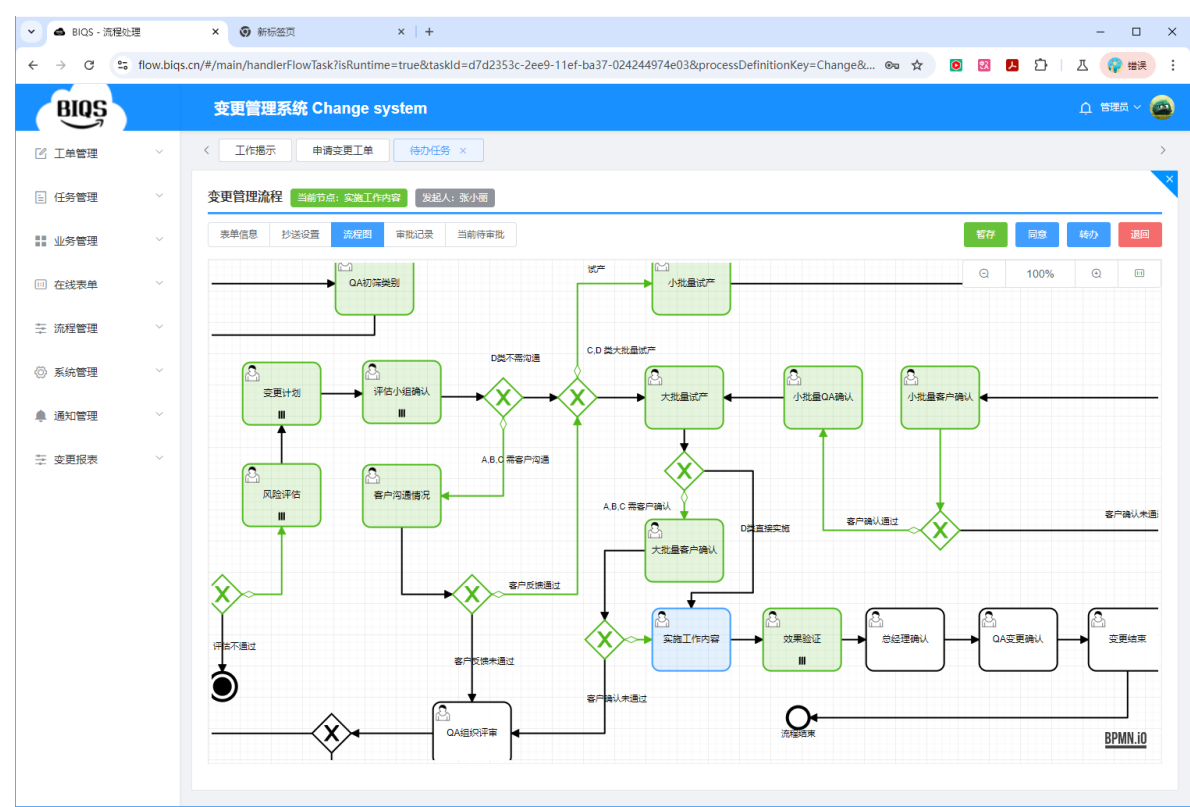 BIQS - 流程处理
新标签页
flow.biqs.cn/#/main/handlerFlowTask?isRuntime=true&taskId=d7d2353c-2ee9-11ef-ba37-024244974e03&processDefinitionKey=Change&...
错误
BIQS
变更管理系统 Change system
管理员
工单管理
任务管理
业务管理
在线表单
流程管理
系统管理
通知管理
变更报表
工作揭示
申请变更工单
待办任务 ×
变更管理流程
当前节点：实施工作内容
发起人：张小丽
表单信息
抄送设置
流程图
审批记录
当前待审批
暂存
同意
转办
退回
100%
QA初筛类别
试产
小批量试产
D类不需沟通
C,D 类大批量试产
变更计划
评估小组确认
大批量试产
小批量QA确认
小批量客户确认
A,B,C 需客户沟通
风险评估
客户沟通情况
A,B,C 需客户确认
D类直接实施
客户确认通过
客户确认未通
大批量客户确认
客户反馈通过
实施工作内容
效果验证
总经理确认
QA变更确认
变更结束
评估不通过
客户反馈未通过
客户确认未通过
QA组织评审
流程结束
BPMN.iO